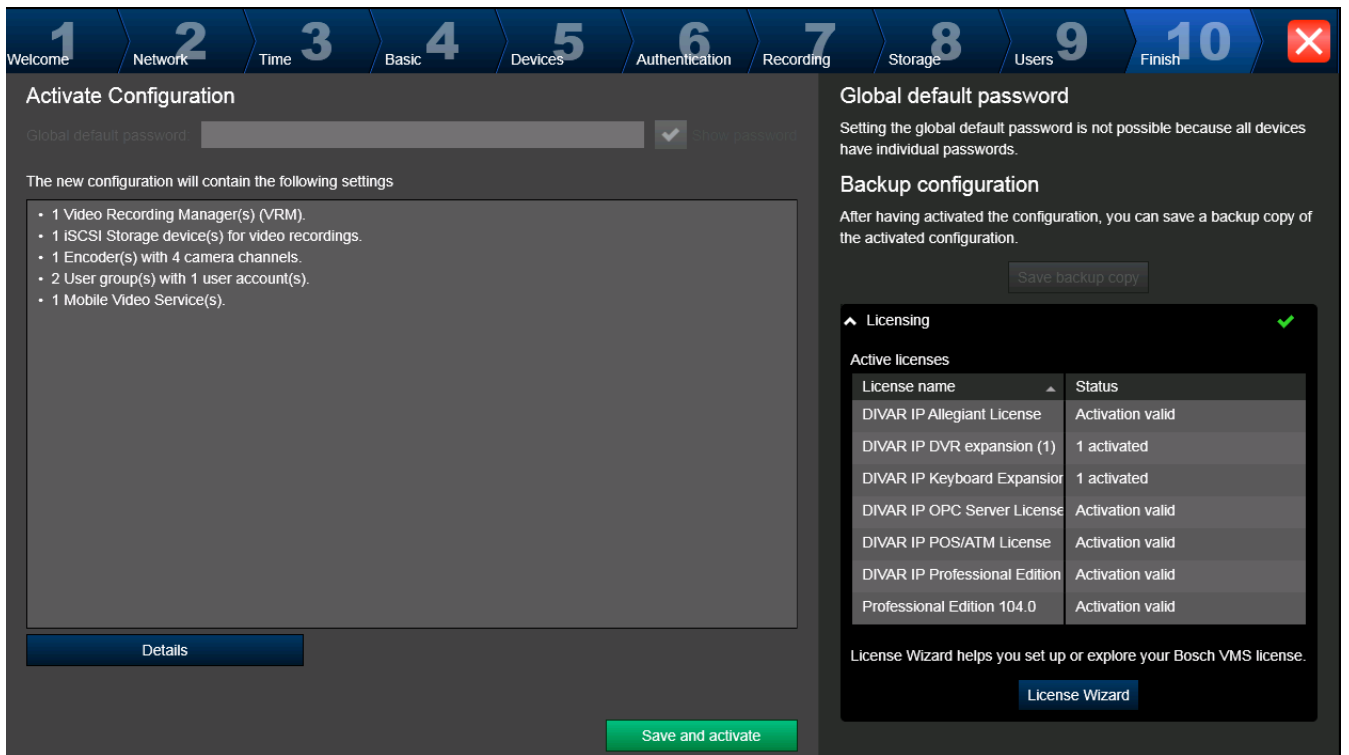 1
Welcome
2
Network
3
Time
4
Basic
5
Devices
6
Authentication
7
Recording
8
Storage
9
Users
10
Finish
Activate Configuration
Global default password:
Show password
The new configuration will contain the following settings
• 1 Video Recording Manager(s) (VRM).
• 1 iSCSI Storage device(s) for video recordings.
• 1 Encoder(s) with 4 camera channels.
• 2 User group(s) with 1 user account(s).
• 1 Mobile Video Service(s).
Details
Save and activate
Global default password
Setting the global default password is not possible because all devices
have individual passwords.
Backup configuration
After having activated the configuration, you can save a backup copy of
the activated configuration.
Save backup copy
Licensing
Active licenses
License name Status
DIVAR IP Allegiant License Activation valid
DIVAR IP DVR expansion (1) 1 activated
DIVAR IP Keyboard Expansion 1 activated
DIVAR IP OPC Server License Activation valid
DIVAR IP POS/ATM License Activation valid
DIVAR IP Professional Edition Activation valid
Professional Edition 104.0 Activation valid
License Wizard helps you set up or explore your Bosch VMS license.
License Wizard